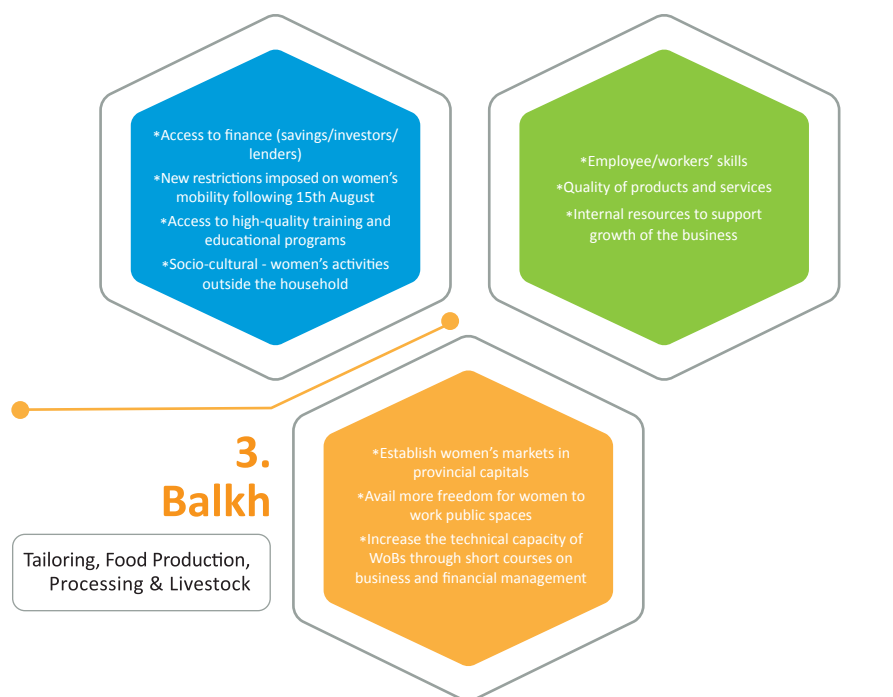 *Access to finance (savings/investors/
lenders)
*New restrictions imposed on women's
mobility following 15th August
*Access to high-quality training and
educational programs
*Socio-cultural - women's activities
outside the household
*Employee/workers' skills
*Quality of products and services
*Internal resources to support
growth of the business
3.
Balkh
Tailoring, Food Production,
Processing & Livestock
*Establish women's markets in
provincial capitals
*Avail more freedom for women to
work public spaces
*Increase the technical capacity of
WoBs through short courses on
business and financial management